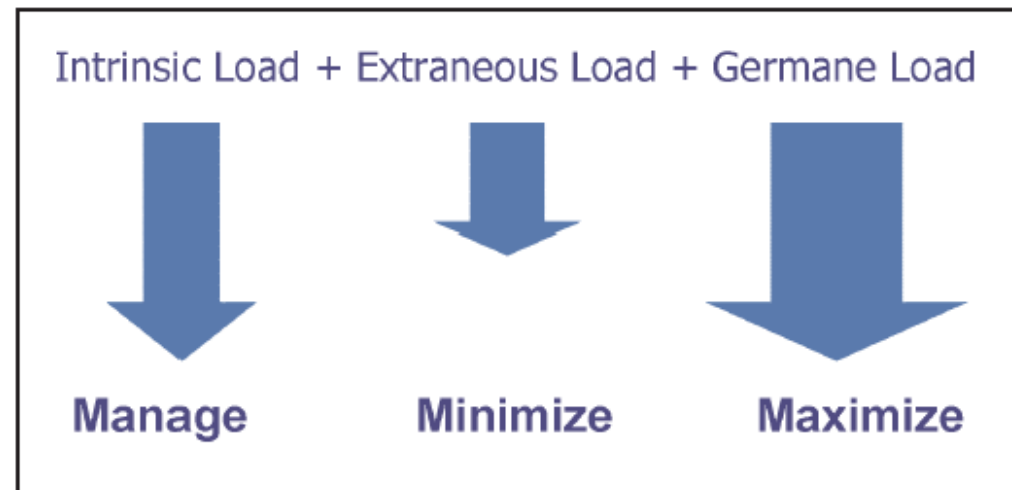 Intrinsic Load + Extraneous Load + Germane Load
Manage Minimize Maximize